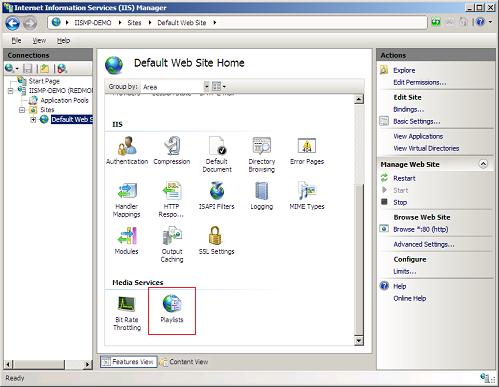 Internet Information Services (IIS) Manager
IISMP-DEMO
Sites
Default Web Site
File View Help
Connections
Start Page
IISMP-DEMO (REDMO
Application Pools
Sites
Default Web S
Default Web Site Home
Group by: Area
IIS
Authentication
Compression
Default Document
Directory Browsing
Error Pages
Handler Mappings
HTTP Respo...
ISAPI Filters
Logging
MIME Types
Modules
Output Caching
SSL Settings
Media Services
Bit Rate Throttling
Playlists
Features View
Content View
Actions
Explore
Edit Permissions...
Edit Site
Bindings...
Basic Settings...
View Applications
View Virtual Directories
Manage Web Site
Restart
Start
Stop
Browse Web Site
Browse *:80 (http)
Advanced Settings...
Configure
Limits...
Help
Online Help
Ready